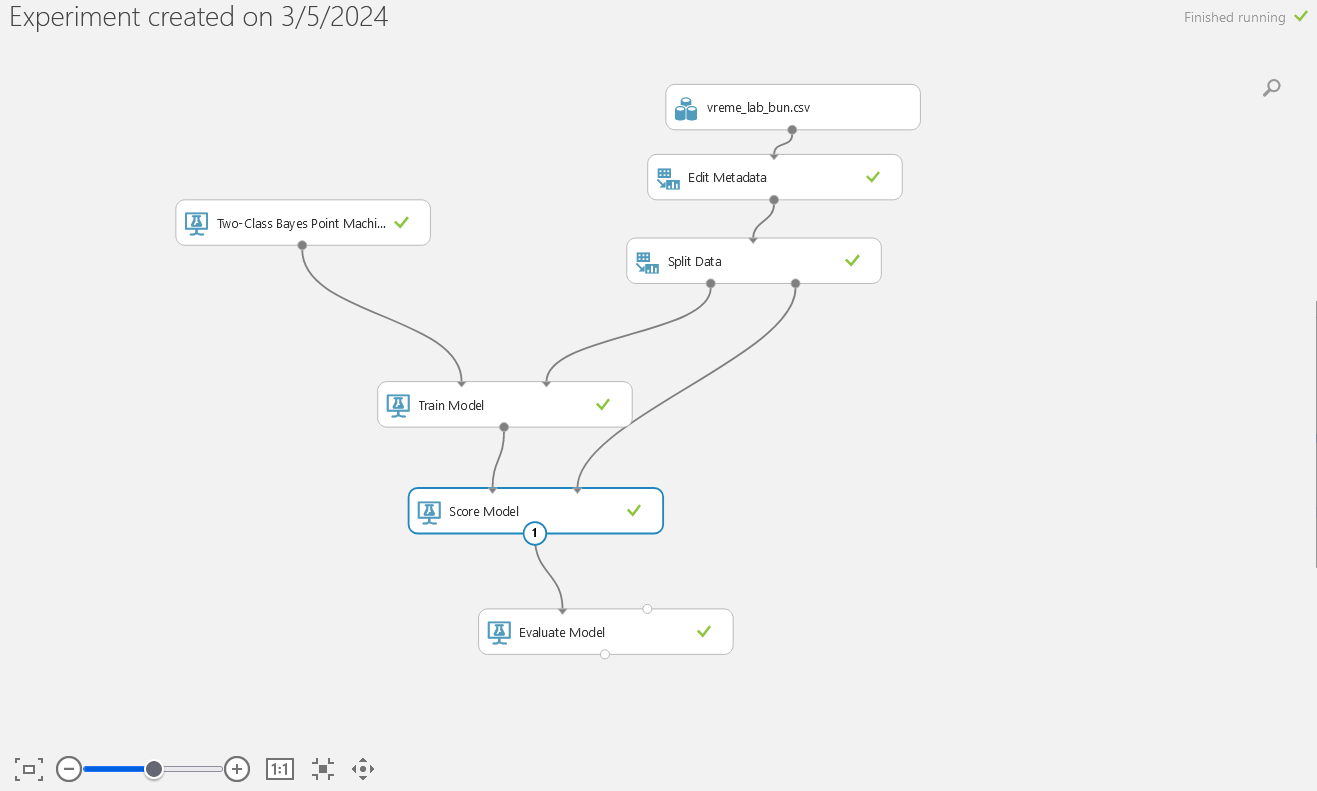 Experiment created on 3/5/2024
Finished running
vreme_lab_bun.csv
Edit Metadata
Two-Class Bayes Point Machi...
Split Data
Train Model
Score Model
1
Evaluate Model
1:1